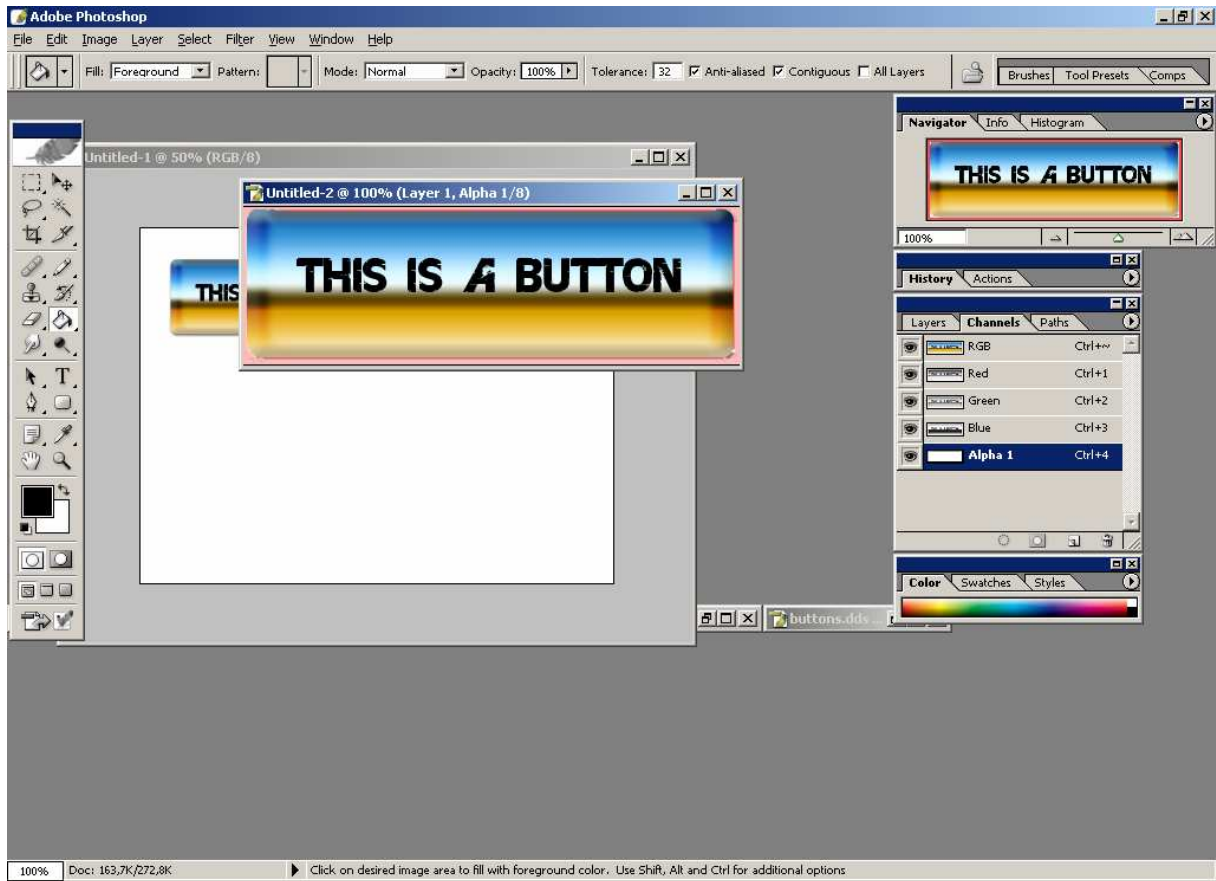 Adobe Photoshop
File Edit Image Layer Select Filter View Window Help
Fill: Foreground Pattern: Mode: Normal Opacity: 100% Tolerance: 32 Anti-aliased Contiguous All Layers Brushes Tool Presets Comps
Navigator Info Histogram
THIS IS A BUTTON
100%
Untitled-1 @ 50% (RGB/8)
Untitled-2 @ 100% (Layer 1, Alpha 1/8)
THIS IS A BUTTON
THIS
History Actions
Layers Channels Paths
RGB Ctrl+~
Red Ctrl+1
Green Ctrl+2
Blue Ctrl+3
Alpha 1 Ctrl+4
Color Swatches Styles
buttons.dds ...
100% Doc: 163,7K/272,8K Click on desired image area to fill with foreground color. Use Shift, Alt and Ctrl for additional options